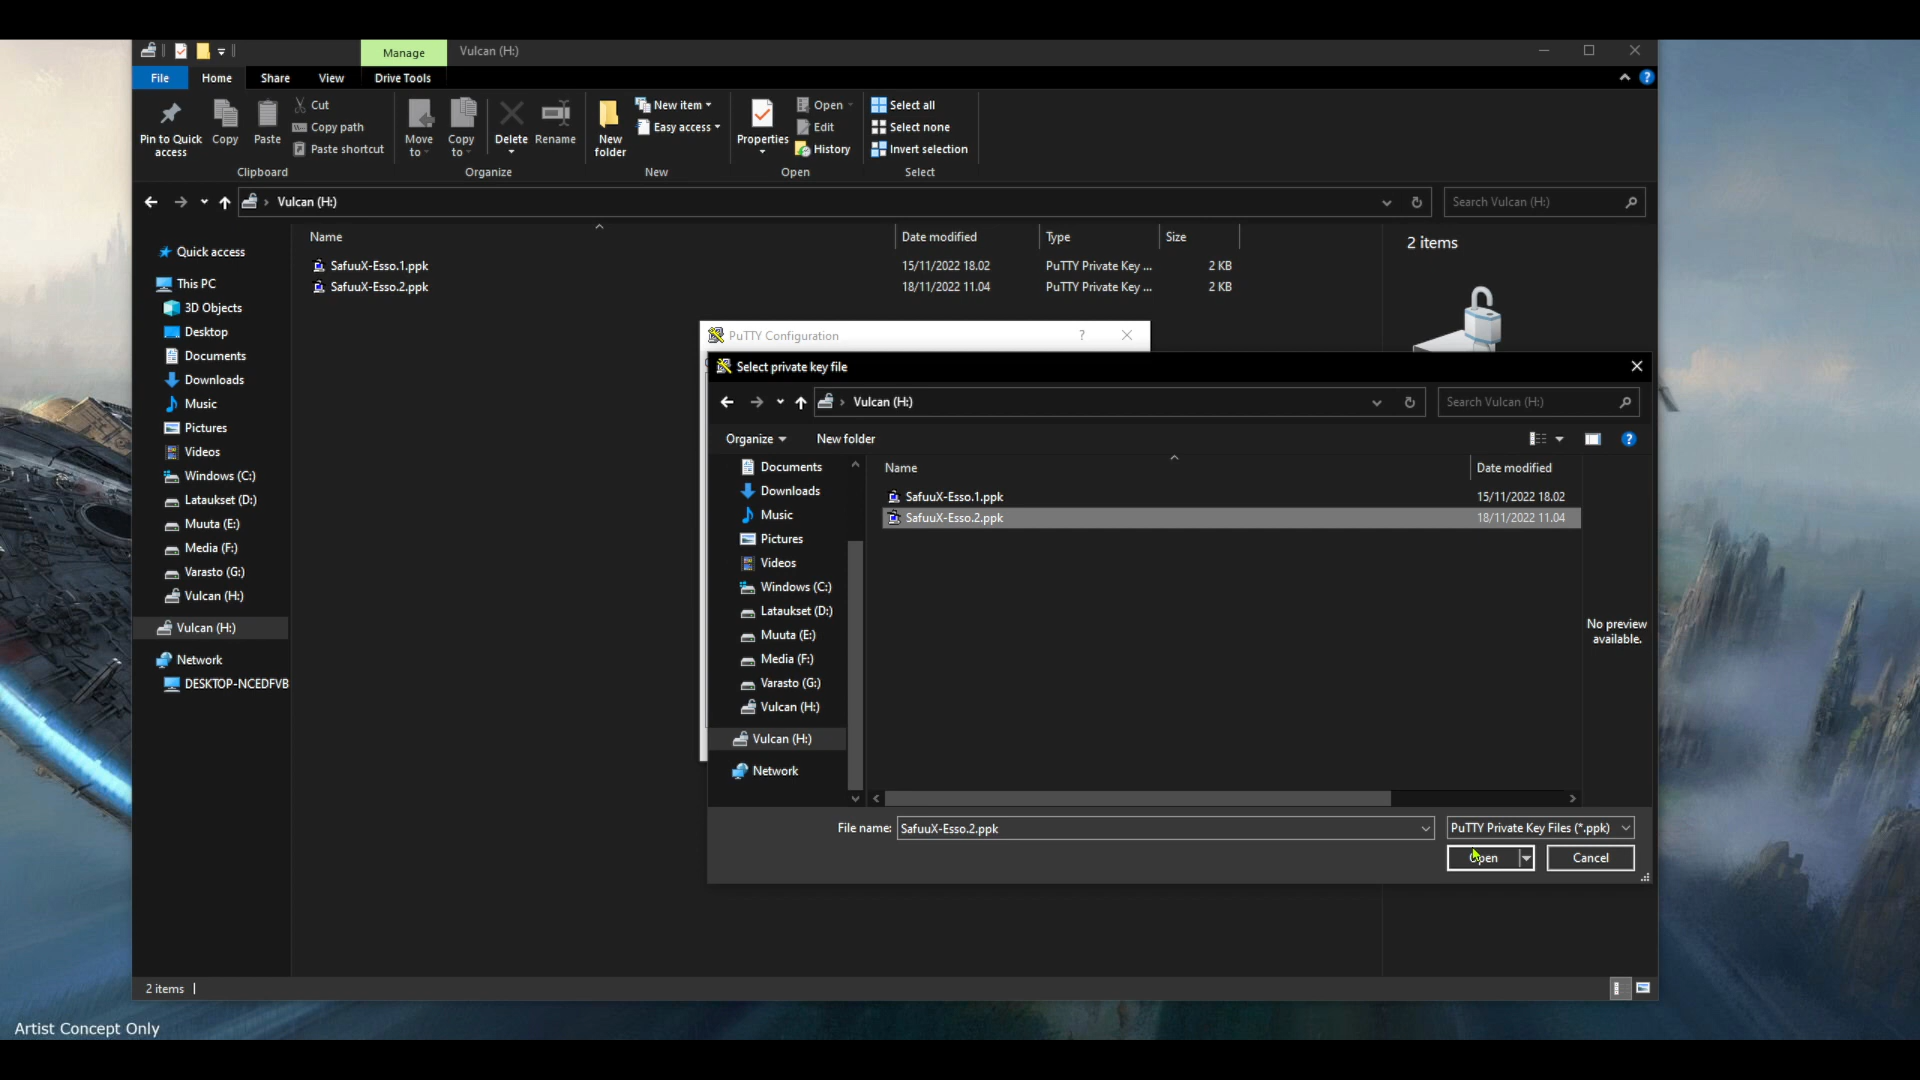 Manage
Vulcan (H:)
File
Home
Share
View
Drive Tools
Pin to Quick access
Copy
Paste
Cut
Copy path
Paste shortcut
Clipboard
Move to
Copy to
Delete
Rename
Organize
New folder
New item
Easy access
New
Properties
Open
Edit
History
Open
Select all
Select none
Invert selection
Select
Vulcan (H:)
Search Vulcan (H:)
Name
Date modified
Type
Size
SafuuX-Esso.1.ppk 15/11/2022 18.02 PuTTY Private Key ... 2 KB
SafuuX-Esso.2.ppk 18/11/2022 11.04 PuTTY Private Key ... 2 KB
2 items
Quick access
This PC
3D Objects
Desktop
Documents
Downloads
Music
Pictures
Videos
Windows (C:)
Lataukset (D:)
Muuta (E:)
Media (F:)
Varasto (G:)
Vulcan (H:)
Vulcan (H:)
Network
DESKTOP-NCEDFVB
PuTTY Configuration
?
Select private key file
Vulcan (H:)
Search Vulcan (H:)
Organize
New folder
Documents
Downloads
Music
Pictures
Videos
Windows (C:)
Lataukset (D:)
Muuta (E:)
Media (F:)
Varasto (G:)
Vulcan (H:)
Vulcan (H:)
Network
Name
Date modified
SafuuX-Esso.1.ppk 15/11/2022 18.02
SafuuX-Esso.2.ppk 18/11/2022 11.04
No preview
available.
File name: SafuuX-Esso.2.ppk
PuTTY Private Key Files (*.ppk)
Open
Cancel
2 items
Artist Concept Only